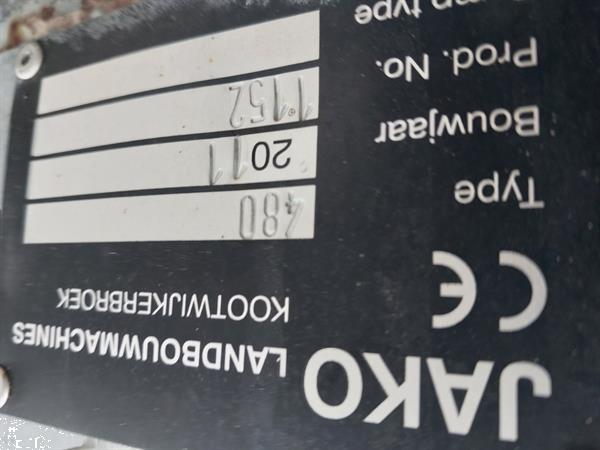 JAKO LANDBOUWMACHINES
KOOTWIJKERBROEK
CE
Type 480
Bouwjaar 2011
Prod. No. 1152
type